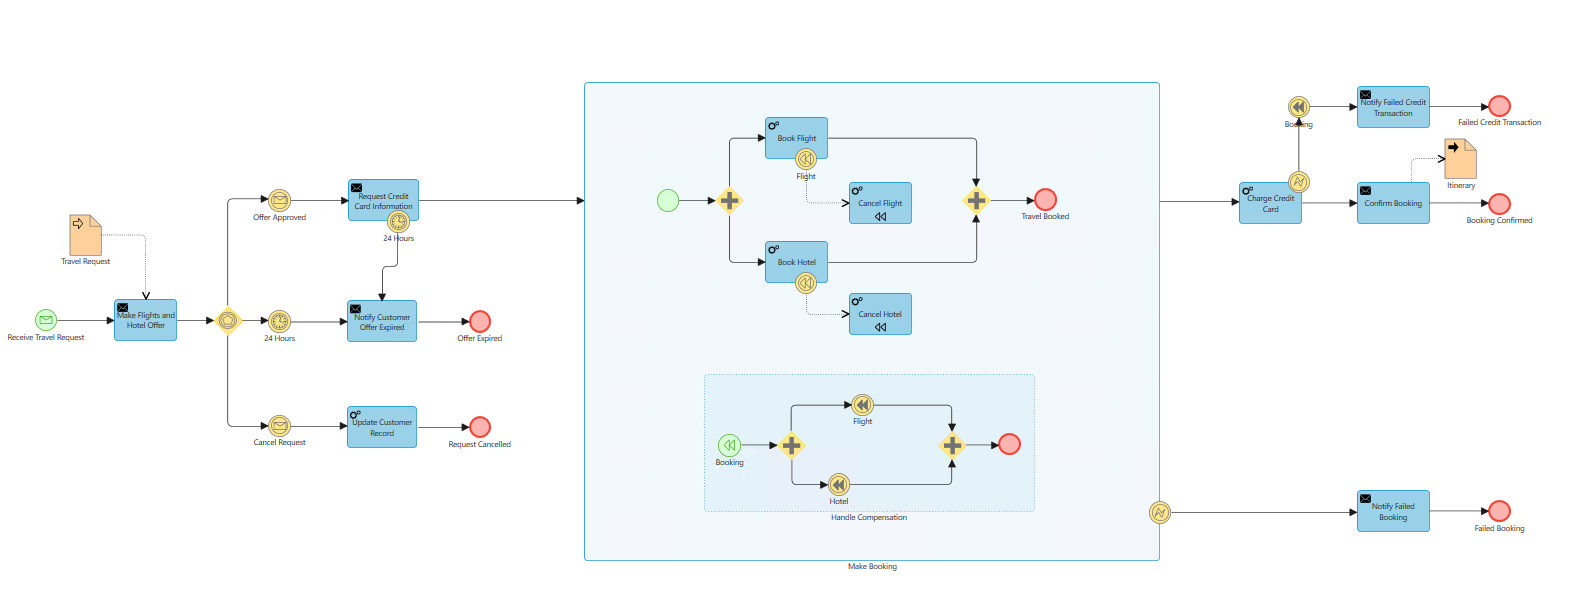 Travel Request
Receive Travel Request
Make Flights and
Hotel Offer
Offer Approved
24 Hours
Cancel Request
Request Credit
Card Information
24 Hours
Notify Customer
Offer Expired
Offer Expired
Update Customer
Record
Request Cancelled
Book Flight
Flight
Cancel Flight
Book Hotel
Cancel Hotel
Travel Booked
Booking
Flight
Hotel
Handle Compensation
Make Booking
Charge Credit
Card
Booking
Notify Failed Credit
Transaction
Failed Credit Transaction
Itinerary
Confirm Booking
Booking Confirmed
Notify Failed
Booking
Failed Booking